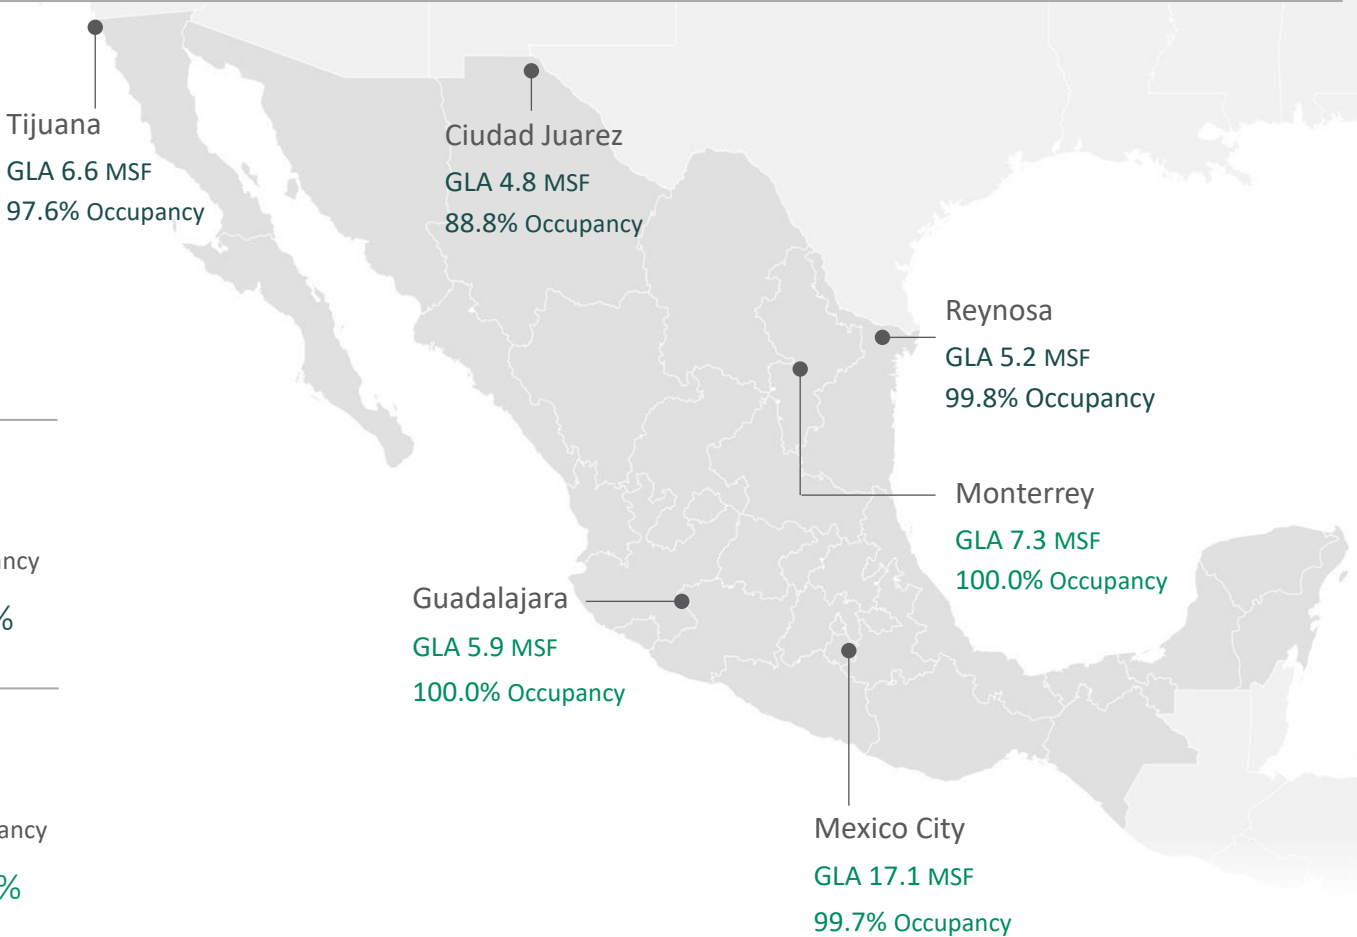 Tijuana
GLA 6.6 MSF
97.6% Occupancy
Ciudad Juarez
GLA 4.8 MSF
88.8% Occupancy
Reynosa
GLA 5.2 MSF
99.8% Occupancy
Monterrey
GLA 7.3 MSF
100.0% Occupancy
ancy
%
Guadalajara
GLA 5.9 MSF
100.0% Occupancy
Mexico City
GLA 17.1 MSF
99.7% Occupancy
ancy
%